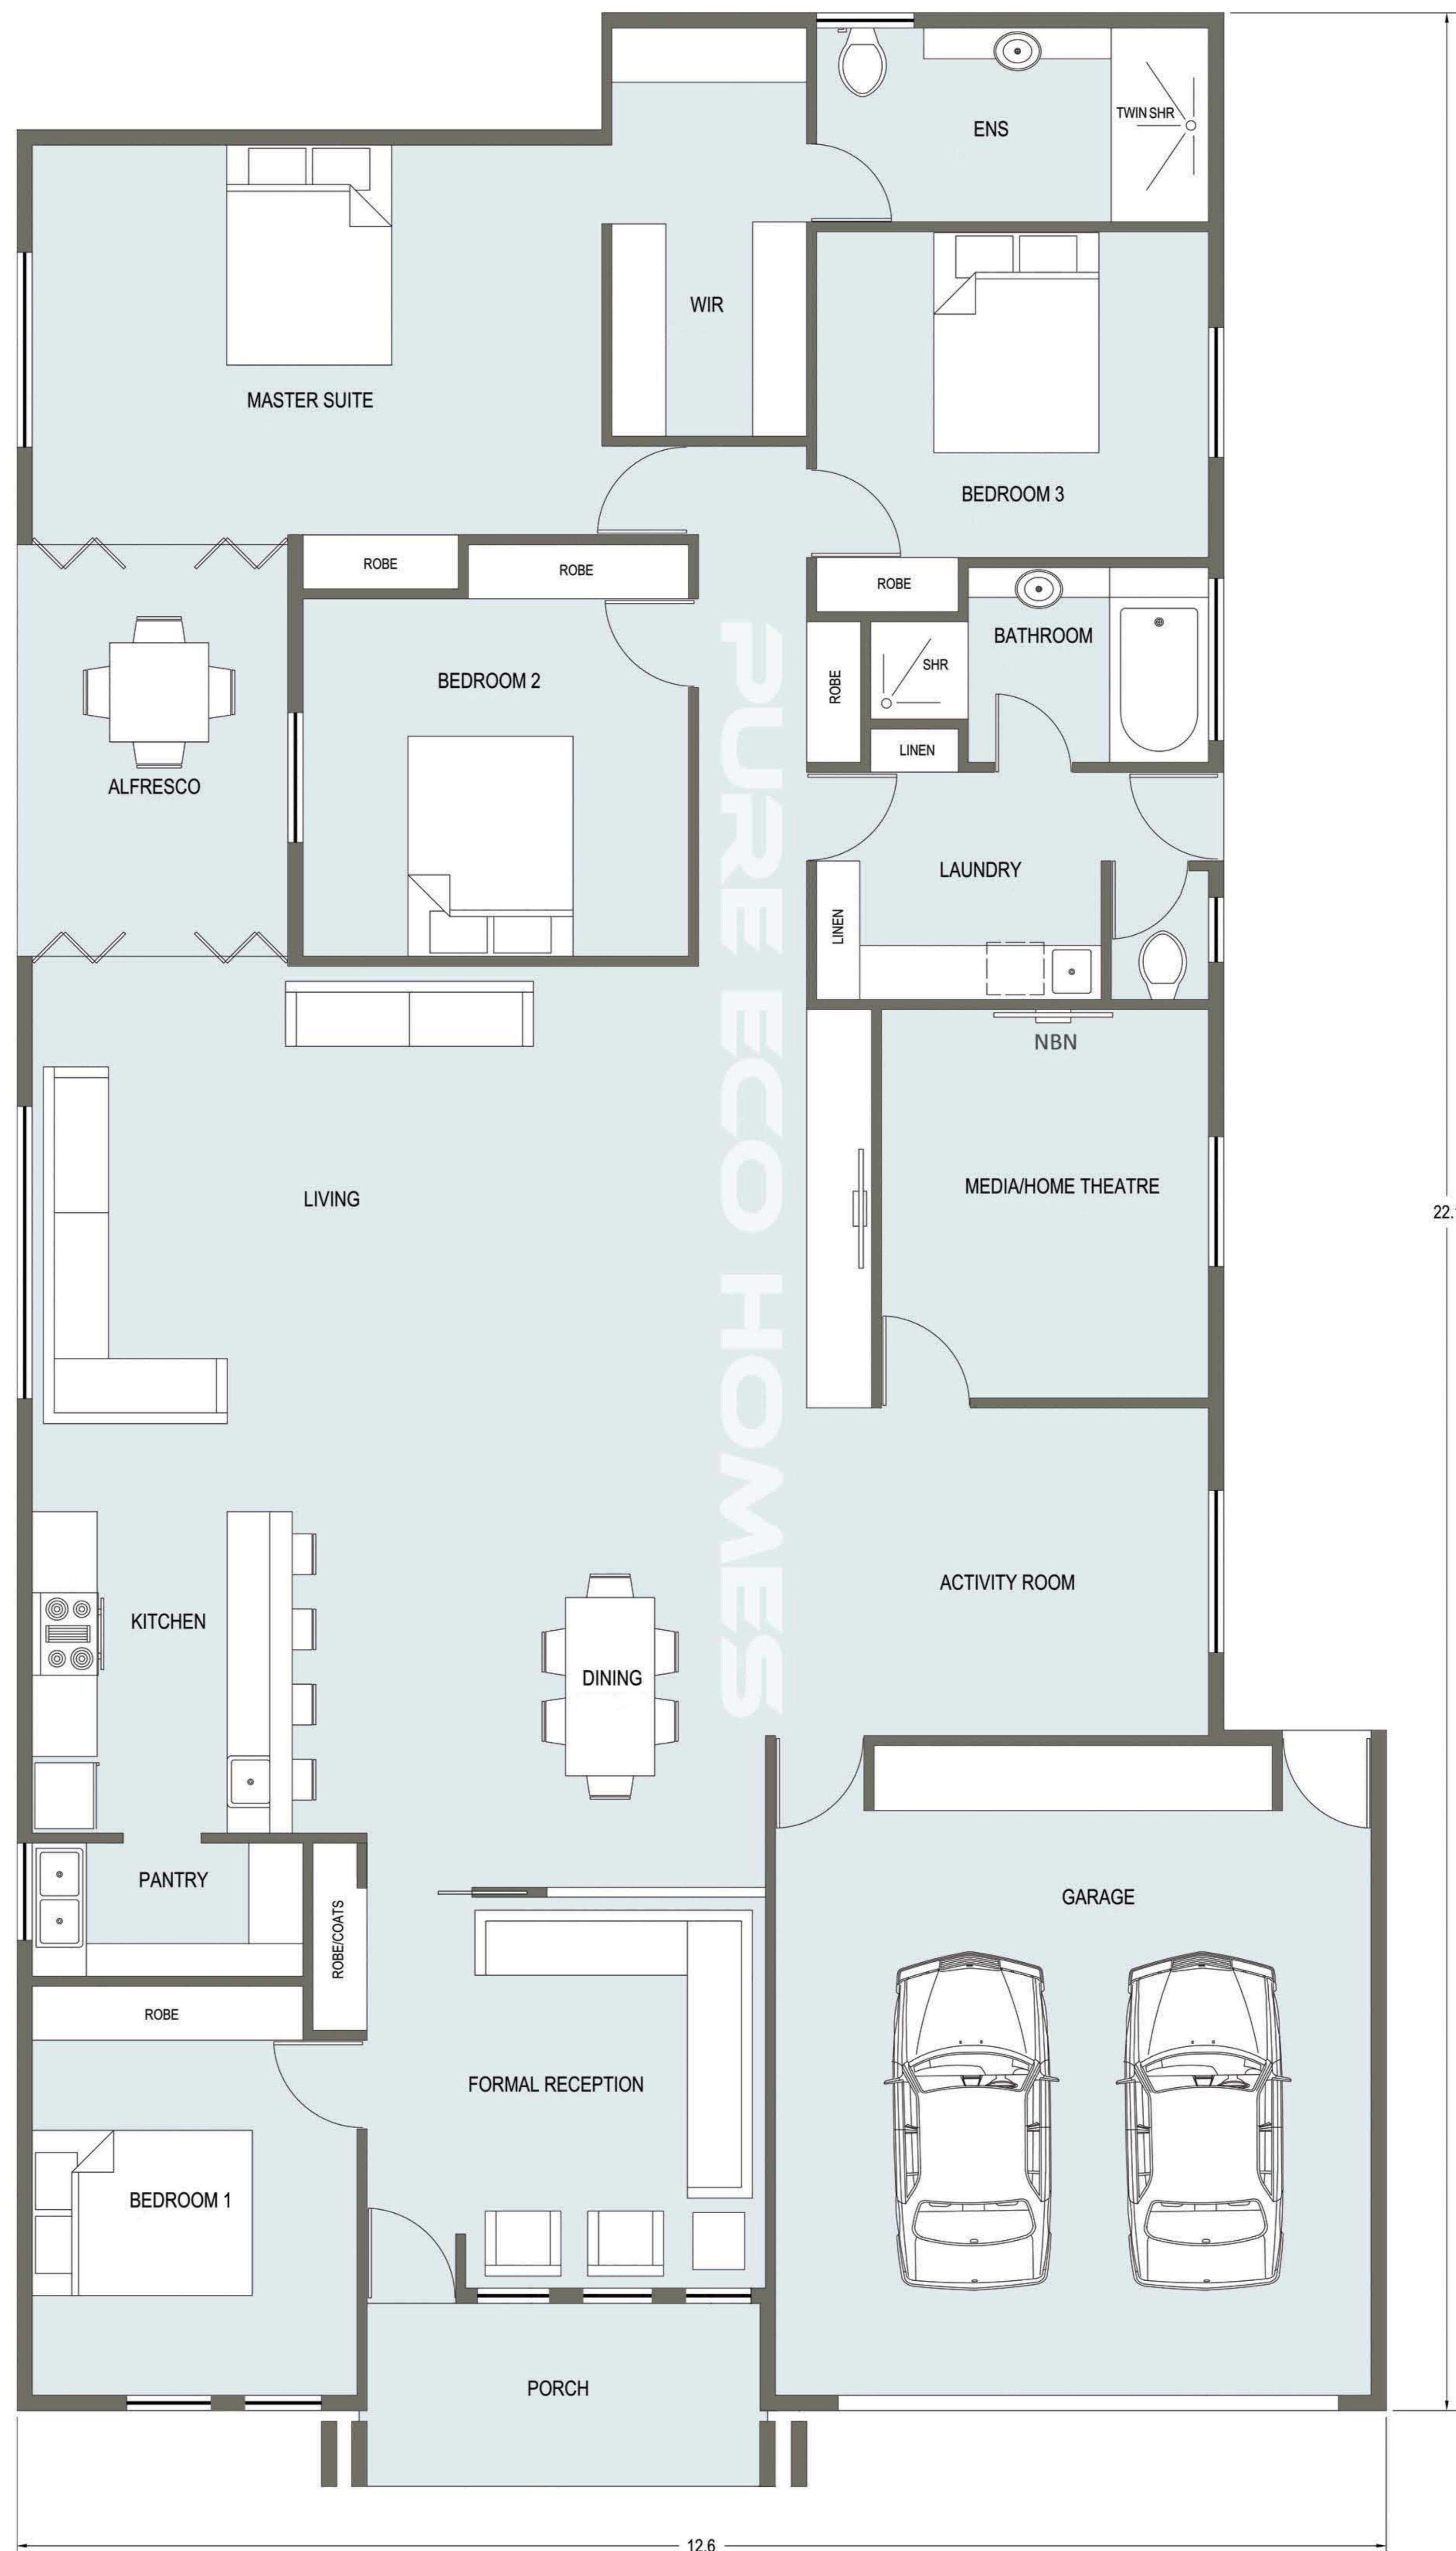 ENS
TWIN SHR
WIR
MASTER SUITE
BEDROOM 3
ROBE
ROBE
ROBE
BATHROOM
SHR
ROBE
BEDROOM 2
LINEN
ALFRESCO
LAUNDRY
LINEN
PURE ECO HOMES
NBN
MEDIA/HOME THEATRE
LIVING
22.
ACTIVITY ROOM
KITCHEN
DINING
PANTRY
ROBE/COATS
GARAGE
ROBE
FORMAL RECEPTION
BEDROOM 1
PORCH
12.6